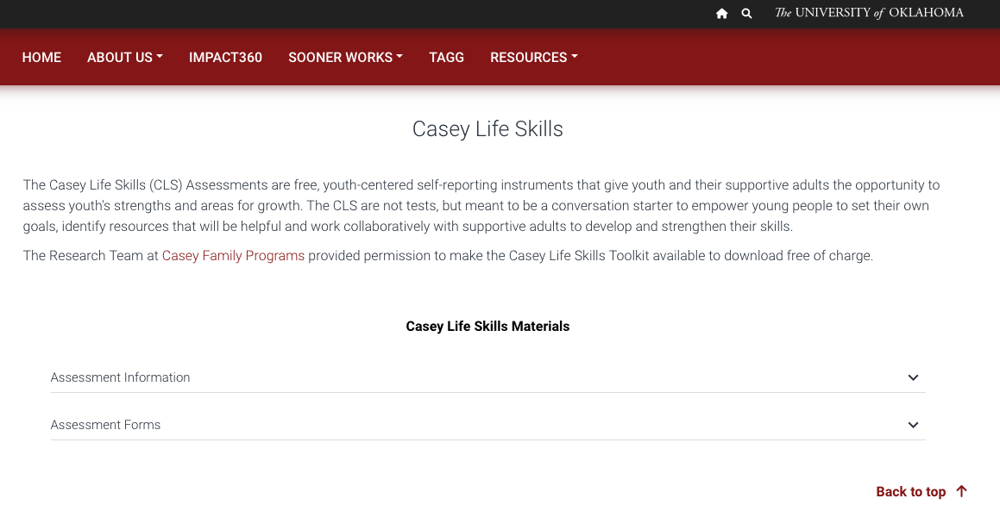 The UNIVERSITY of OKLAHOMA
HOME ABOUT US IMPACT360 SOONER WORKS TAGG RESOURCES
Casey Life Skills
The Casey Life Skills (CLS) Assessments are free, youth-centered self-reporting instruments that give youth and their supportive adults the opportunity to
assess youth's strengths and areas for growth. The CLS are not tests, but meant to be a conversation starter to empower young people to set their own
goals, identify resources that will be helpful and work collaboratively with supportive adults to develop and strengthen their skills.
The Research Team at Casey Family Programs provided permission to make the Casey Life Skills Toolkit available to download free of charge.
Casey Life Skills Materials
Assessment Information
Assessment Forms
Back to top